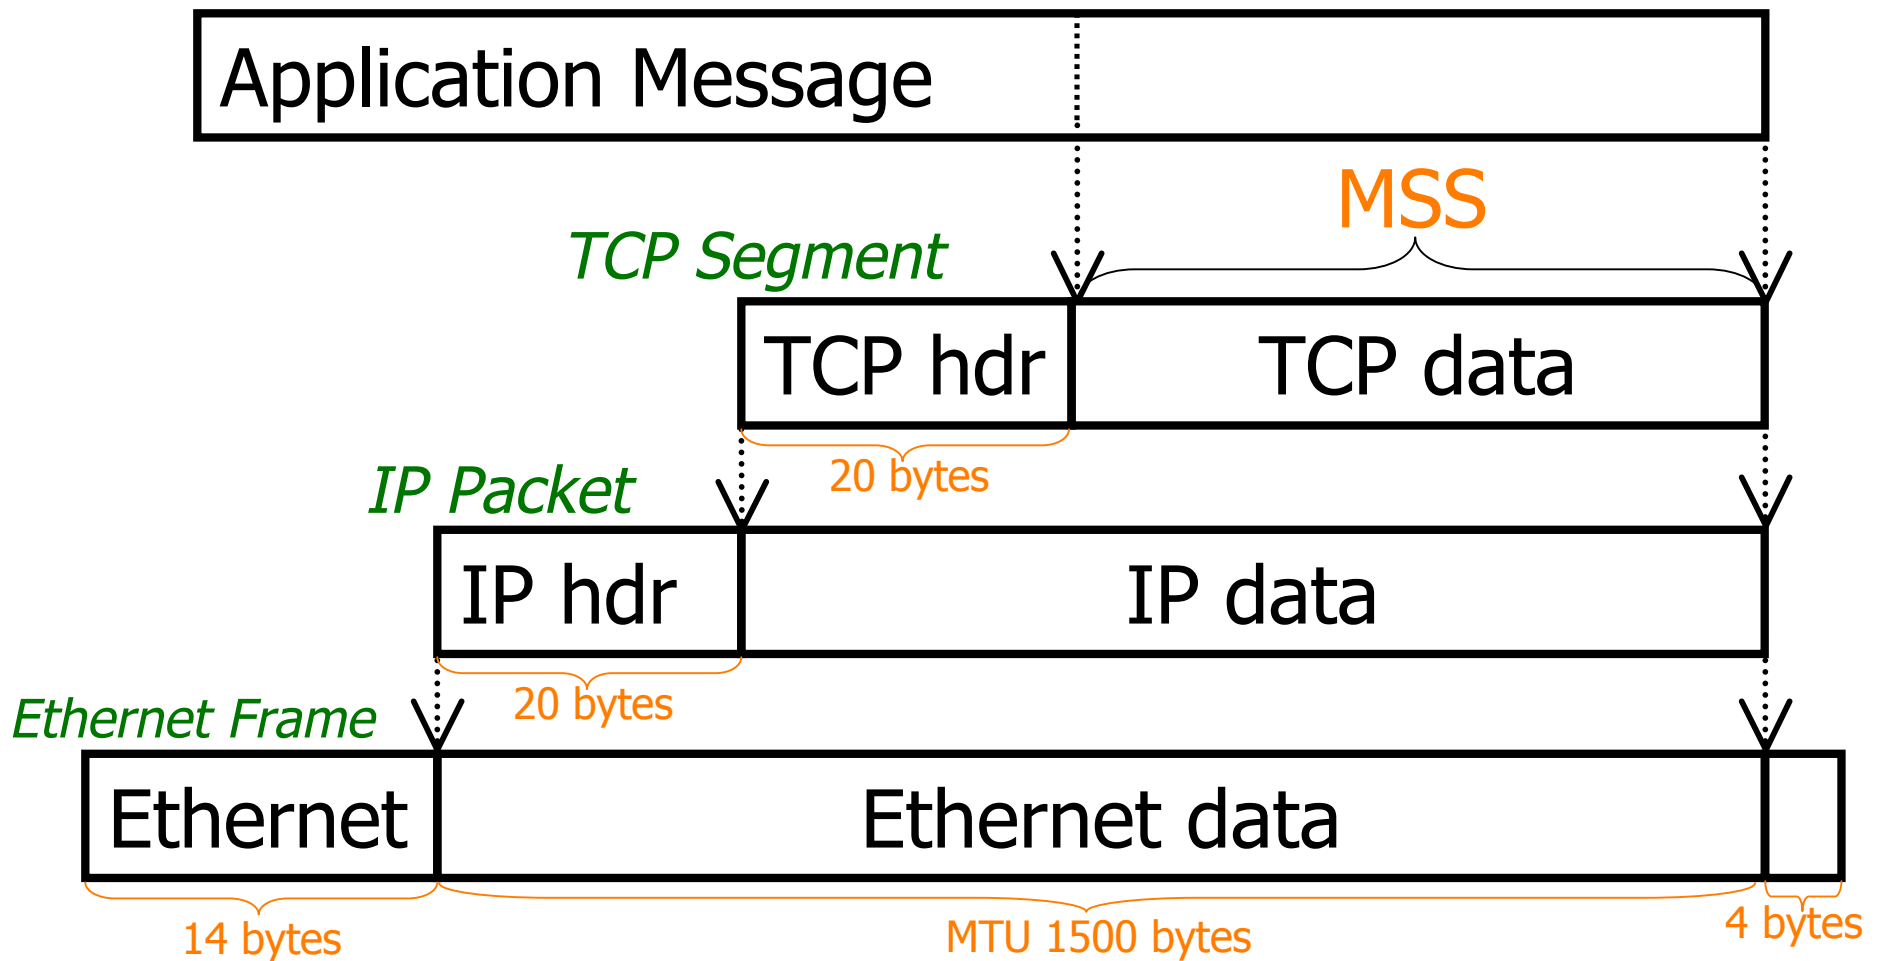 Application Message
MSS
TCP Segment
TCP hdr
TCP data
20 bytes
IP Packet
IP hdr
IP data
20 bytes
Ethernet Frame
Ethernet
Ethernet data
14 bytes
MTU 1500 bytes
4 bytes